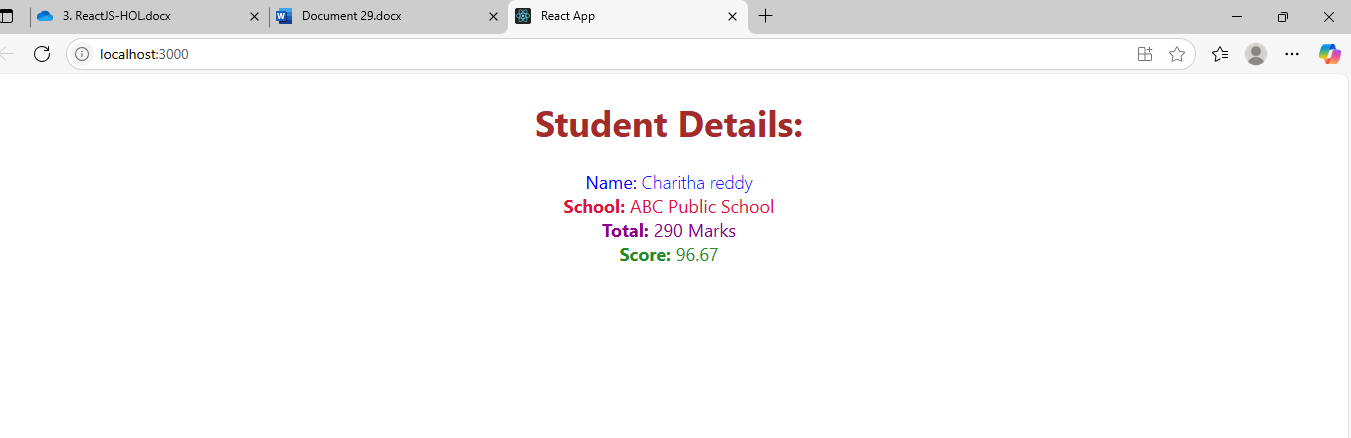 3. ReactJS-HOL.docx
Document 29.docx
React App
localhost:3000
Student Details:
Name: Charitha reddy
School: ABC Public School
Total: 290 Marks
Score: 96.67